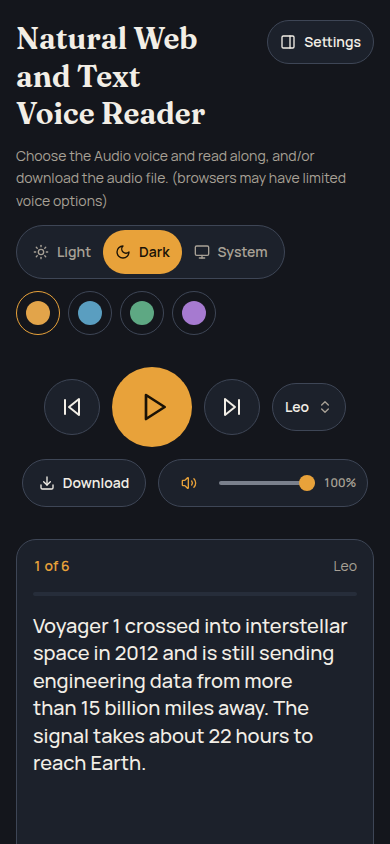 Natural Web
and Text
Voice Reader
Settings
Choose the Audio voice and read along, and/or
download the audio file. (browsers may have limited
voice options)
Light
Dark
System
Leo
Download
100%
1 of 6
Leo
Voyager 1 crossed into interstellar
space in 2012 and is still sending
engineering data from more
than 15 billion miles away. The
signal takes about 22 hours to
reach Earth.